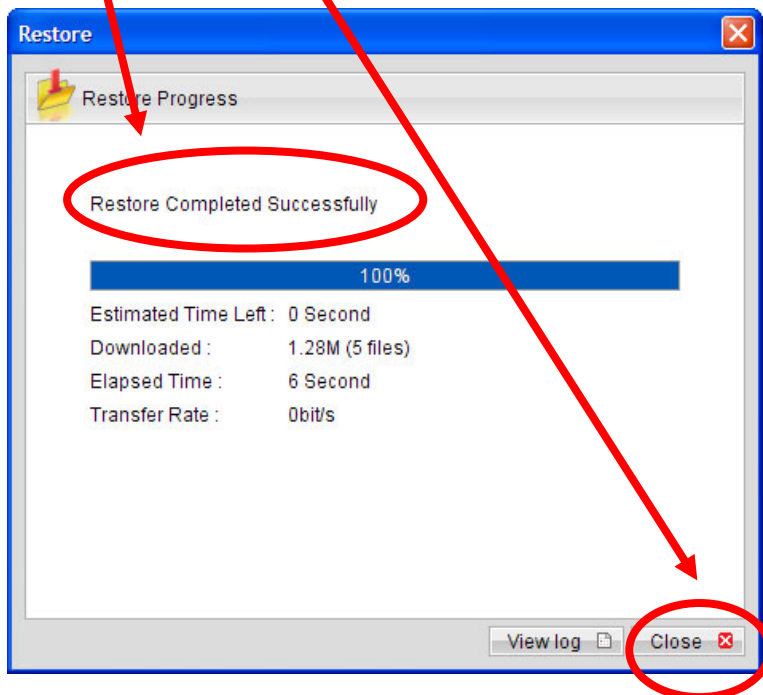 Restore
Restore Progress
Restore Completed Successfully
100%
Estimated Time Left : 0 Second
Downloaded : 1.28M (5 files)
Elapsed Time : 6 Second
Transfer Rate : 0bit/s
View log Close